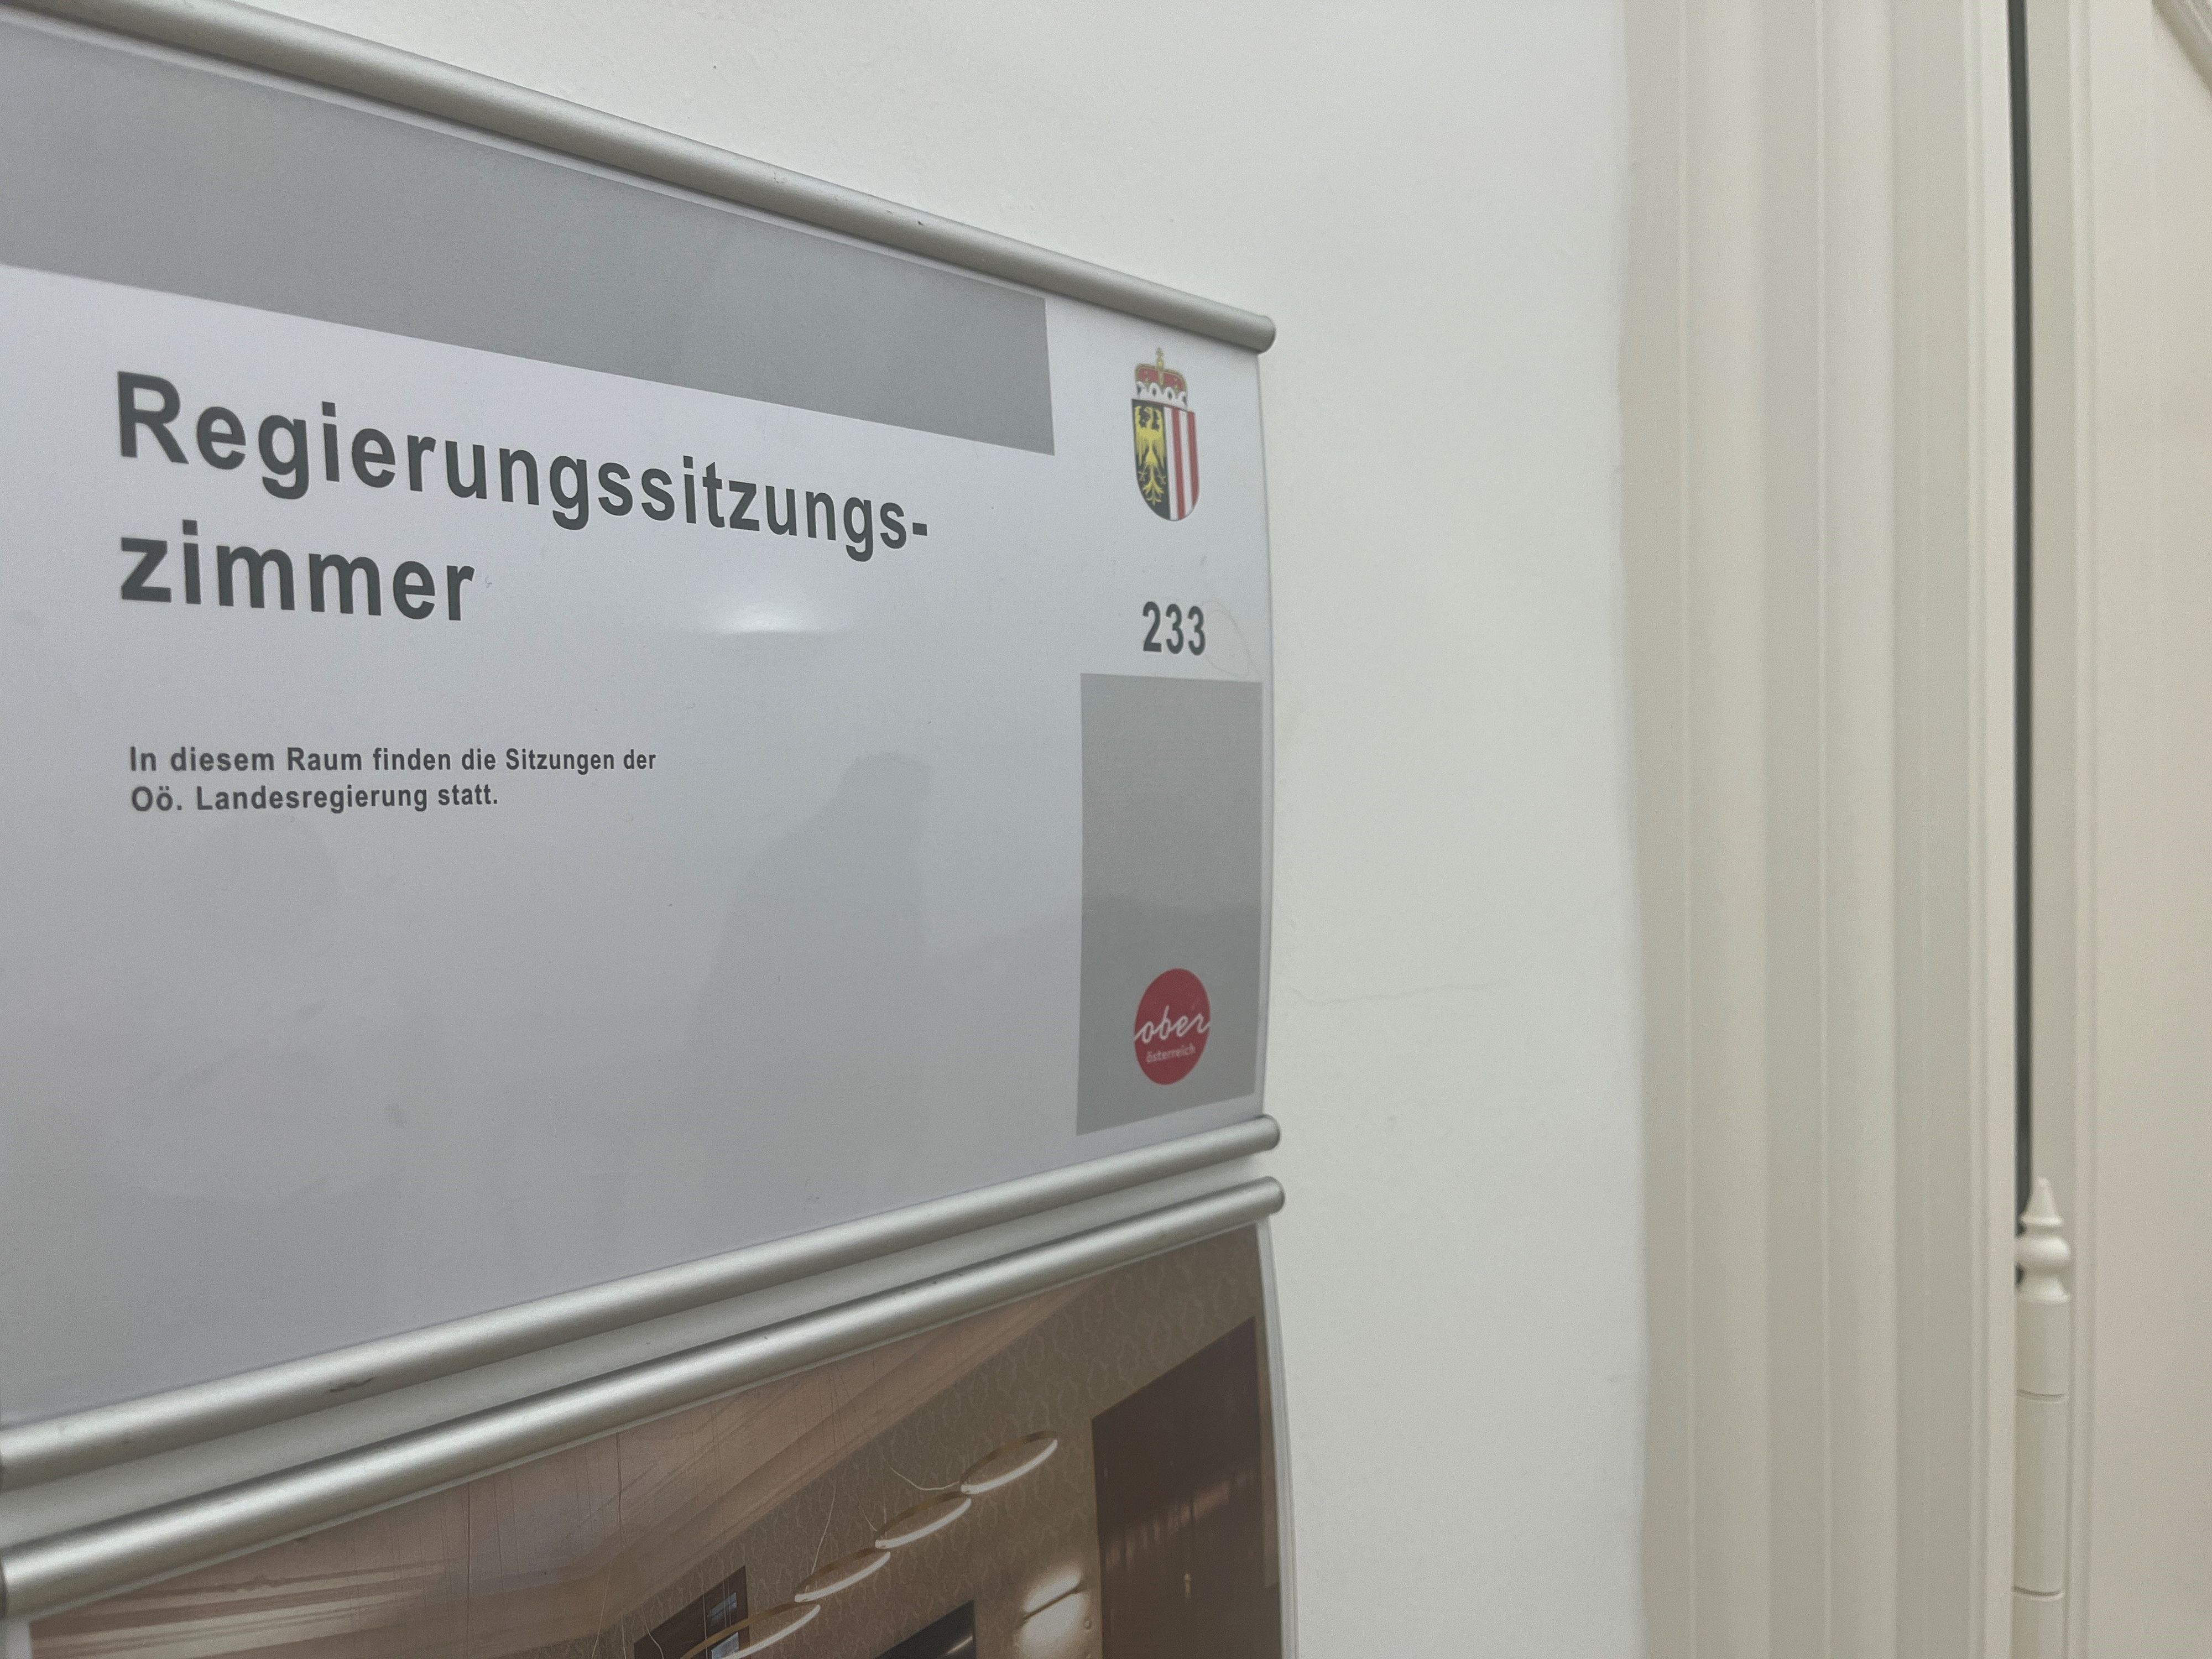 Regierungssitzungs-
zimmer
233
In diesem Raum finden die Sitzungen der
Oö. Landesregierung statt.
ober
österreich